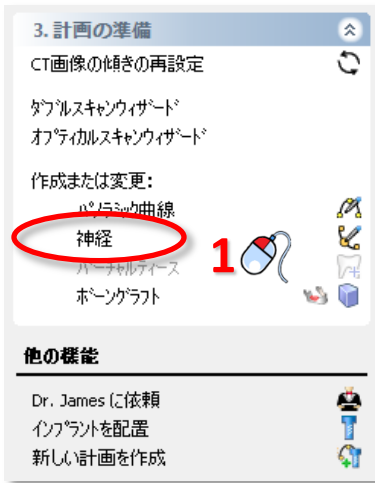 3. 計画の準備
CT画像の傾きの再設定
ﾀﾞﾌﾞﾙｽｷｬﾝｳｨｻﾞｰﾄﾞ
ｵﾌﾟﾃｨｶﾙｽｷｬﾝｳｨｻﾞｰﾄﾞ
作成または変更:
ﾊﾟﾉﾗﾐｯｸ曲線
神経
1
ﾊﾞｰﾁｬﾙﾃｨｰｽ
ﾎﾞｰﾝｸﾞﾗﾌﾄ
他の機能
Dr. James に依頼
ｲﾝﾌﾟﾗﾝﾄを配置
新しい計画を作成